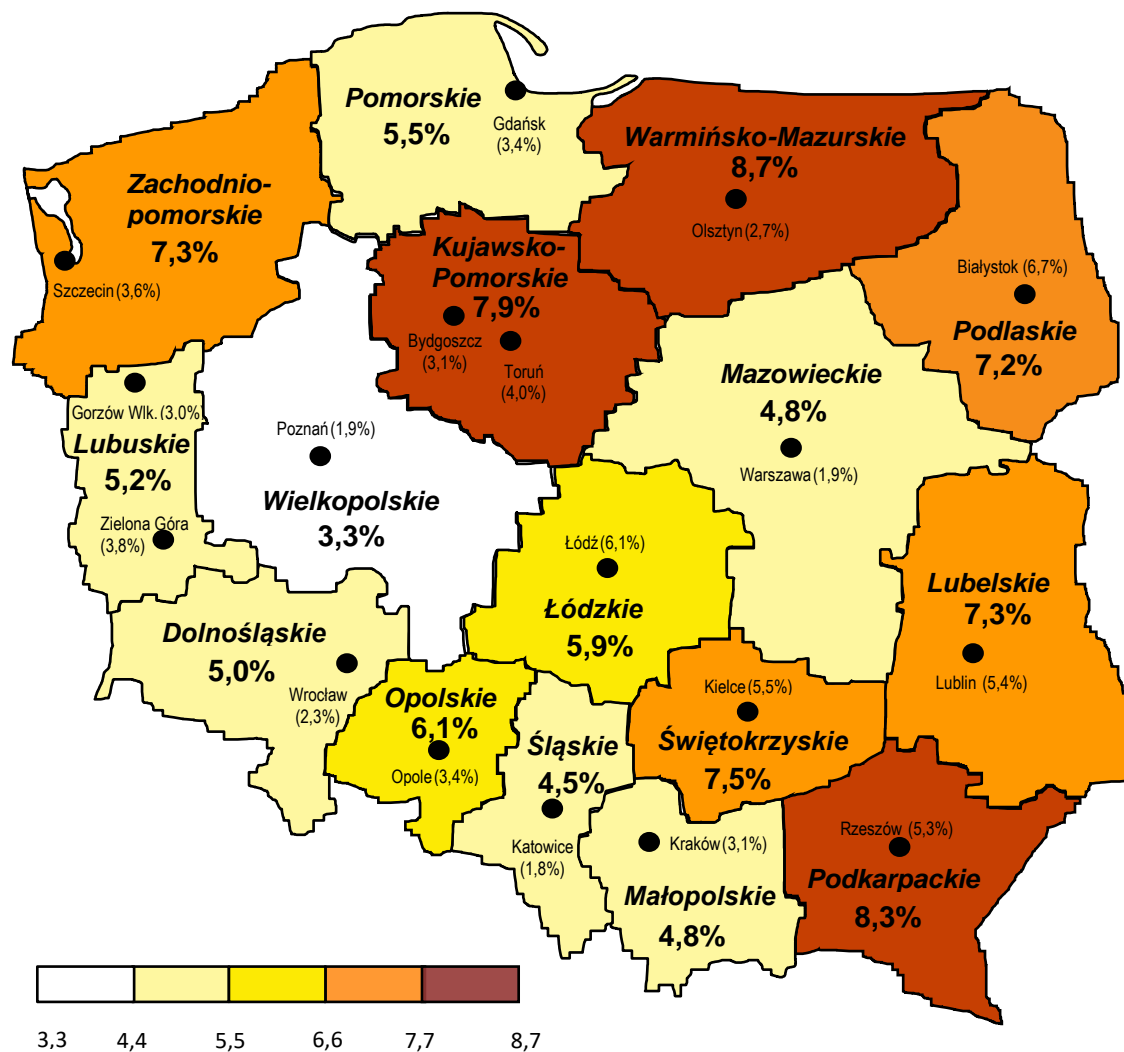 Pomorskie
5,5%
Gdańsk
(3,4%)
Warmińsko-Mazurskie
8,7%
Olsztyn (2,7%)
Zachodnio-
pomorskie
7,3%
Szczecin (3,6%)
Kujawsko-
Pomorskie
7,9%
Bydgoszcz
(3,1%)
Toruń
(4,0%)
Białystok (6,7%)
Podlaskie
7,2%
Mazowieckie
4,8%
Warszawa (1,9%)
Gorzów Wlk. (3.0%
Lubuskie
5,2%
Zielona Góra
(3,8%)
Poznań (1,9%)
Wielkopolskie
3,3%
Łódź (6,1%)
Łódzkie
5,9%
Lubelskie
7,3%
Lublin (5,4%)
Dolnośląskie
5,0%
Wrocław
(2,3%)
Opolskie
6,1%
Opole (3,4%)
Śląskie
4,5%
Katowice
(1,8%)
Kielce (5,5%)
Świętokrzyskie
7,5%
Kraków (3,1%)
Małopolskie
4,8%
Rzeszów (5,3%)
Podkarpackie
8,3%
3,3 4,4 5,5 6,6 7,7 8,7